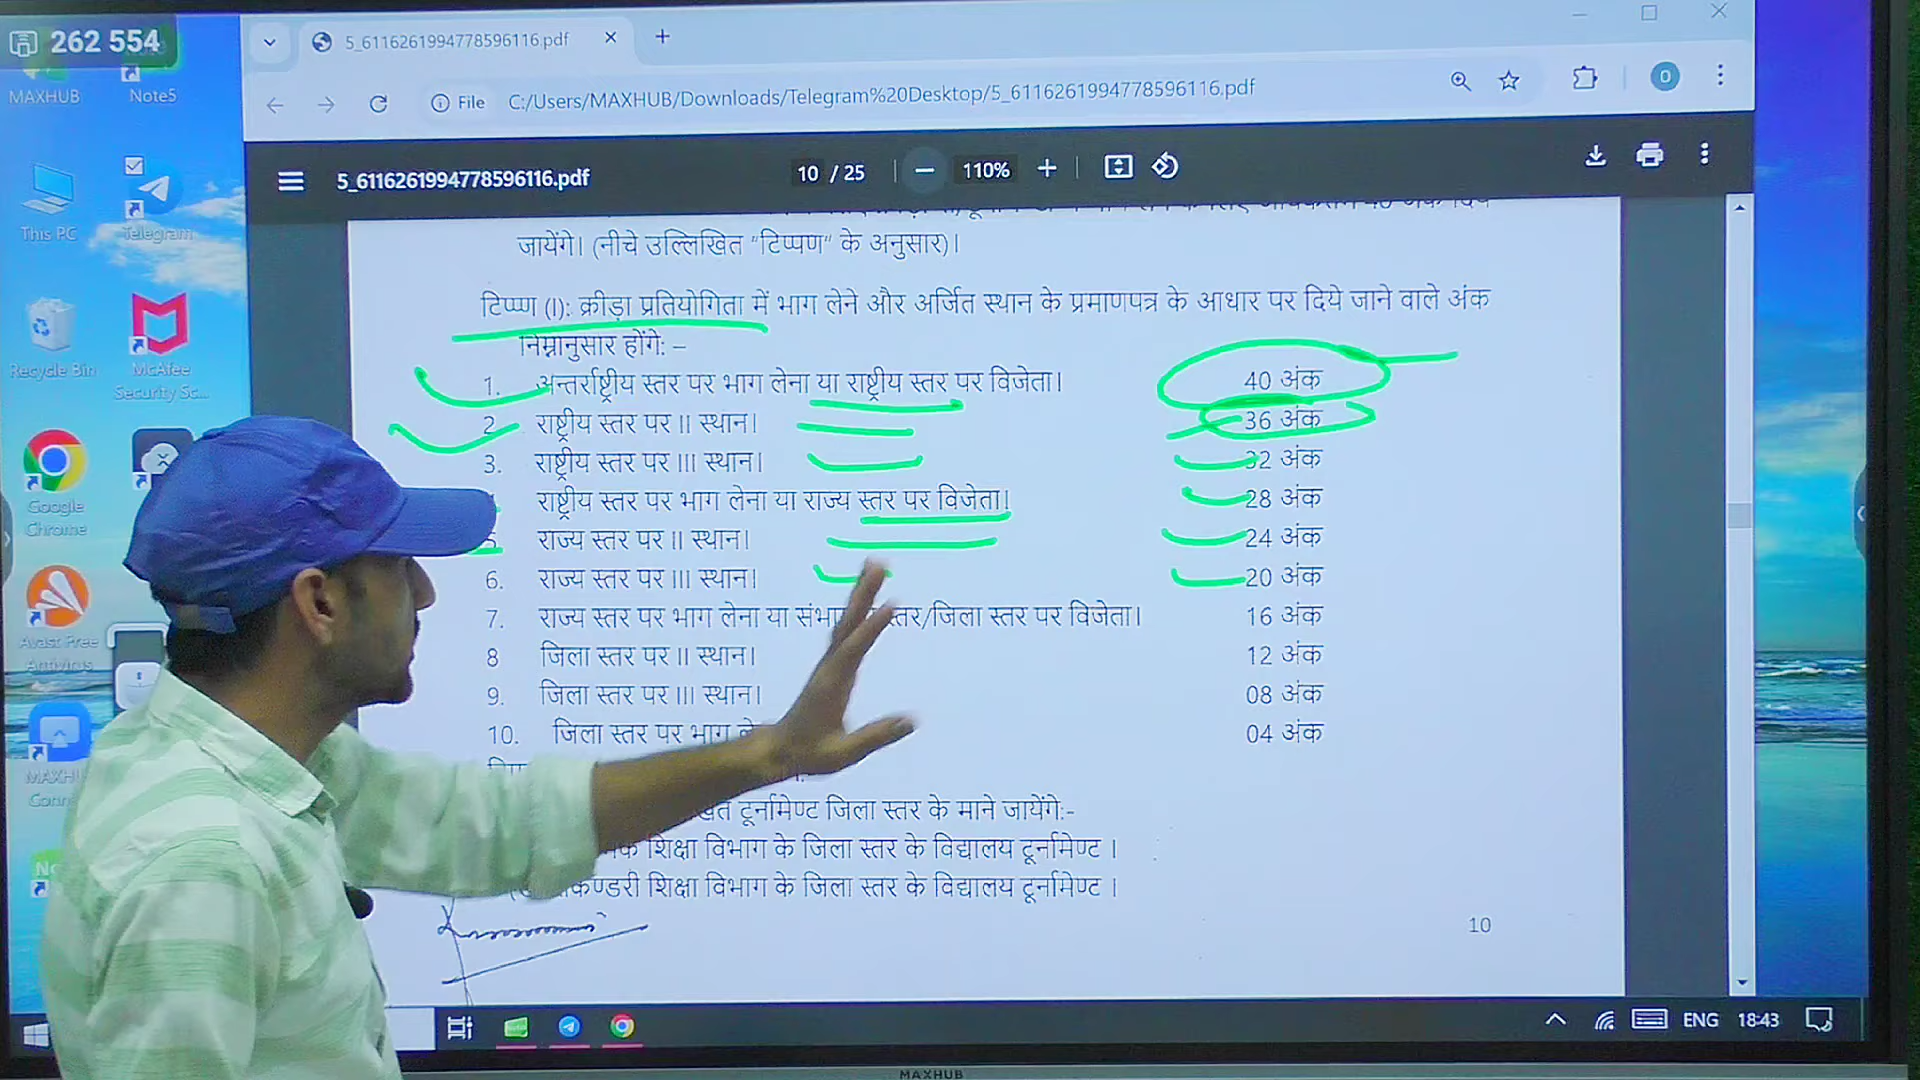 262 554
5_6116261994778596116.pdf
MAXHUB
Note5
File C:/Users/MAXHUB/Downloads/Telegram%20Desktop/5_6116261994778596116.pdf
O
5_6116261994778596116.pdf
10 / 25
110%
This PC
Telegram
Recycle Bin
McAfee Security Sc...
Google Chrome
Avast Free Antivirus
जायेंगे। (नीचे उल्लिखित "टिप्पण" के अनुसार)।
टिप्पण (I): क्रीड़ा प्रतियोगिता में भाग लेने और अर्जित स्थान के प्रमाणपत्र के आधार पर दिये जाने वाले अंक
निम्नानुसार होंगे: –
1. अन्तर्राष्ट्रीय स्तर पर भाग लेना या राष्ट्रीय स्तर पर विजेता। 40 अंक
2. राष्ट्रीय स्तर पर II स्थान। 36 अंक
3. राष्ट्रीय स्तर पर III स्थान। 32 अंक
राष्ट्रीय स्तर पर भाग लेना या राज्य स्तर पर विजेता। 28 अंक
5. राज्य स्तर पर II स्थान। 24 अंक
6. राज्य स्तर पर III स्थान। 20 अंक
7. राज्य स्तर पर भाग लेना या स्तर/जिला स्तर पर विजेता। 16 अंक
8 जिला स्तर पर II स्थान। 12 अंक
9. जिला स्तर पर III स्थान। 08 अंक
10. जिला स्तर पर भाग 04 अंक
टूर्नामेण्ट जिला स्तर के माने जायेंगे:-
शिक्षा विभाग के जिला स्तर के विद्यालय टूर्नामेण्ट ।
शिक्षा विभाग के जिला स्तर के विद्यालय टूर्नामेण्ट ।
10
ENG 18:43
MAXHUB